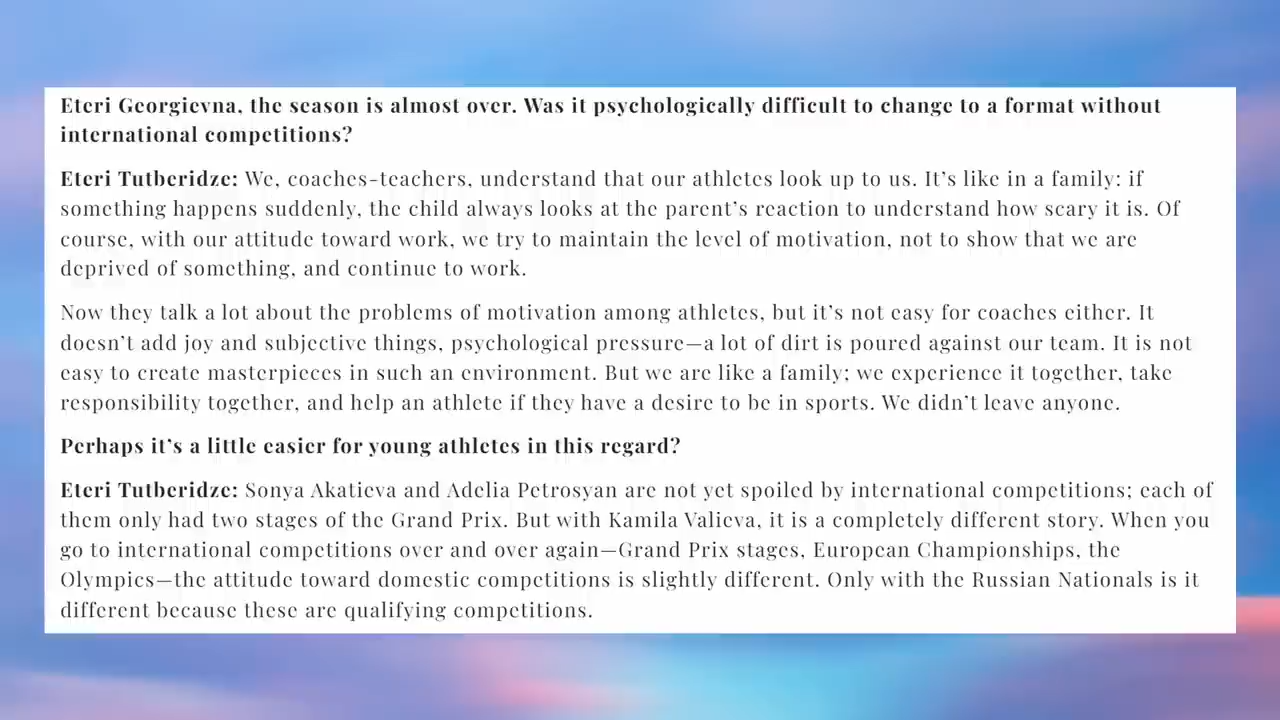 Eteri Georgievna, the season is almost over. Was it psychologically difficult to change to a format without
international competitions?
Eteri Tutberidze: We, coaches-teachers, understand that our athletes look up to us. It's like in a family: if
something happens suddenly, the child always looks at the parent's reaction to understand how scary it is. Of
course, with our attitude toward work, we try to maintain the level of motivation, not to show that we are
deprived of something, and continue to work.
Now they talk a lot about the problems of motivation among athletes, but it's not easy for coaches either. It
doesn't add joy and subjective things, psychological pressure—a lot of dirt is poured against our team. It is not
easy to create masterpieces in such an environment. But we are like a family; we experience it together, take
responsibility together, and help an athlete if they have a desire to be in sports. We didn't leave anyone.
Perhaps it's a little easier for young athletes in this regard?
Eteri Tutberidze: Sonya Akatieva and Adelia Petrosyan are not yet spoiled by international competitions; each of
them only had two stages of the Grand Prix. But with Kamila Valieva, it is a completely different story. When you
go to international competitions over and over again—Grand Prix stages, European Championships, the
Olympics—the attitude toward domestic competitions is slightly different. Only with the Russian Nationals is it
different because these are qualifying competitions.